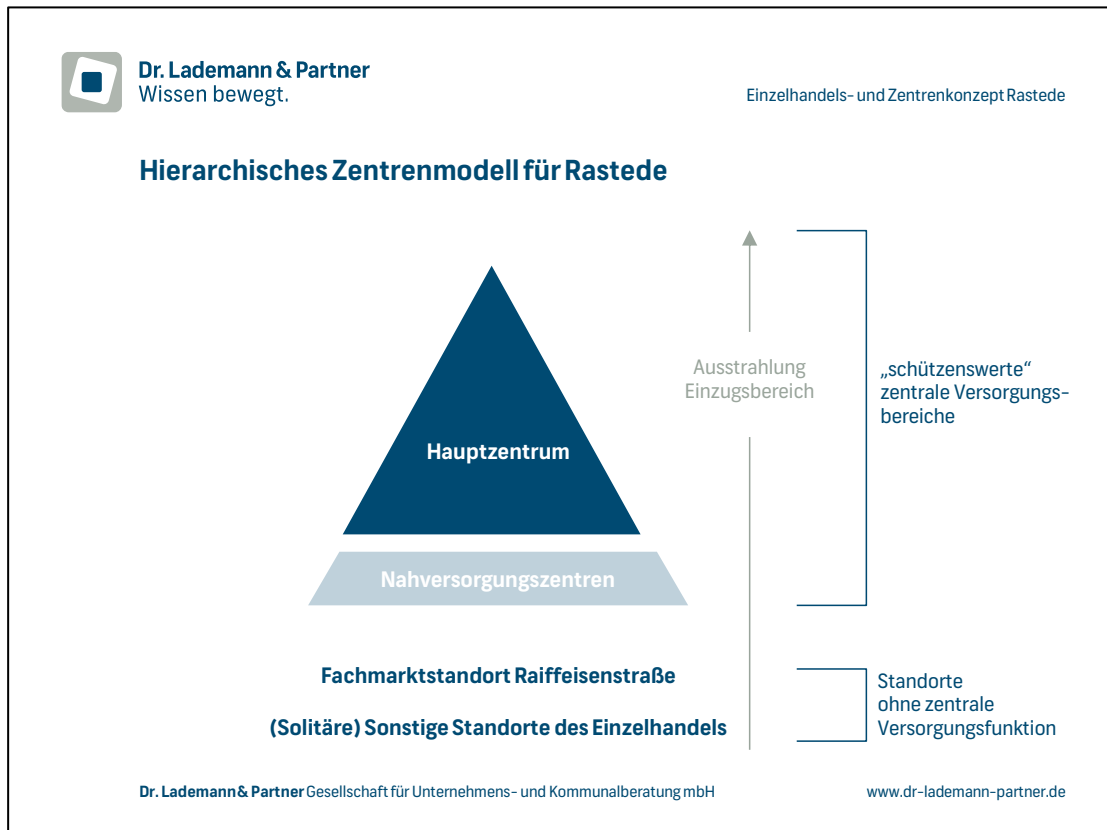 Dr. Lademann & Partner
Wissen bewegt.
Einzelhandels- und Zentrenkonzept Rastede
Hierarchisches Zentrenmodell für Rastede
Ausstrahlung
Einzugsbereich
„schützenswerte“
zentrale Versorgungs-
bereiche
Hauptzentrum
Nahversorgungszentren
Fachmarktstandort Raiffeisenstraße
(Solitäre) Sonstige Standorte des Einzelhandels
Standorte
ohne zentrale
Versorgungsfunktion
Dr. Lademann & Partner Gesellschaft für Unternehmens- und Kommunalberatung mbH
www.dr-lademann-partner.de